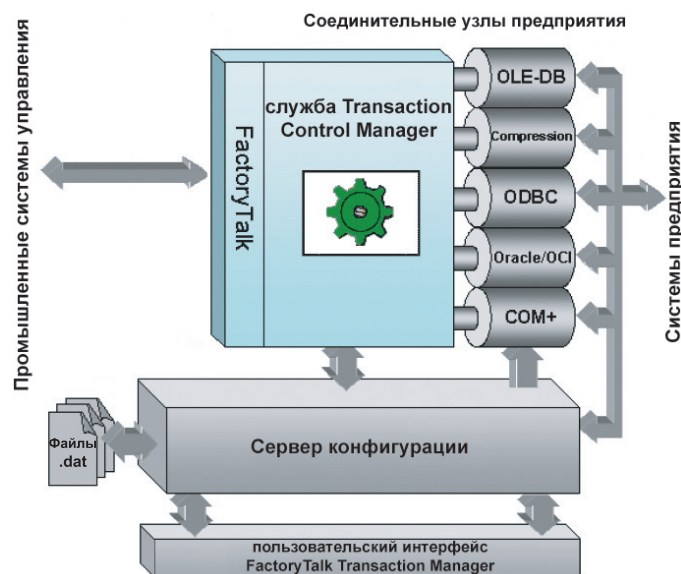 Соединительные узлы предприятия
Промышленные системы управления
FactoryTalk
служба Transaction
Control Manager
OLE-DB
Compression
ODBC
Oracle/OCI
COM+
Системы предприятия
Файлы
.dat
Сервер конфигурации
пользовательский интерфейс
FactoryTalk Transaction Manager